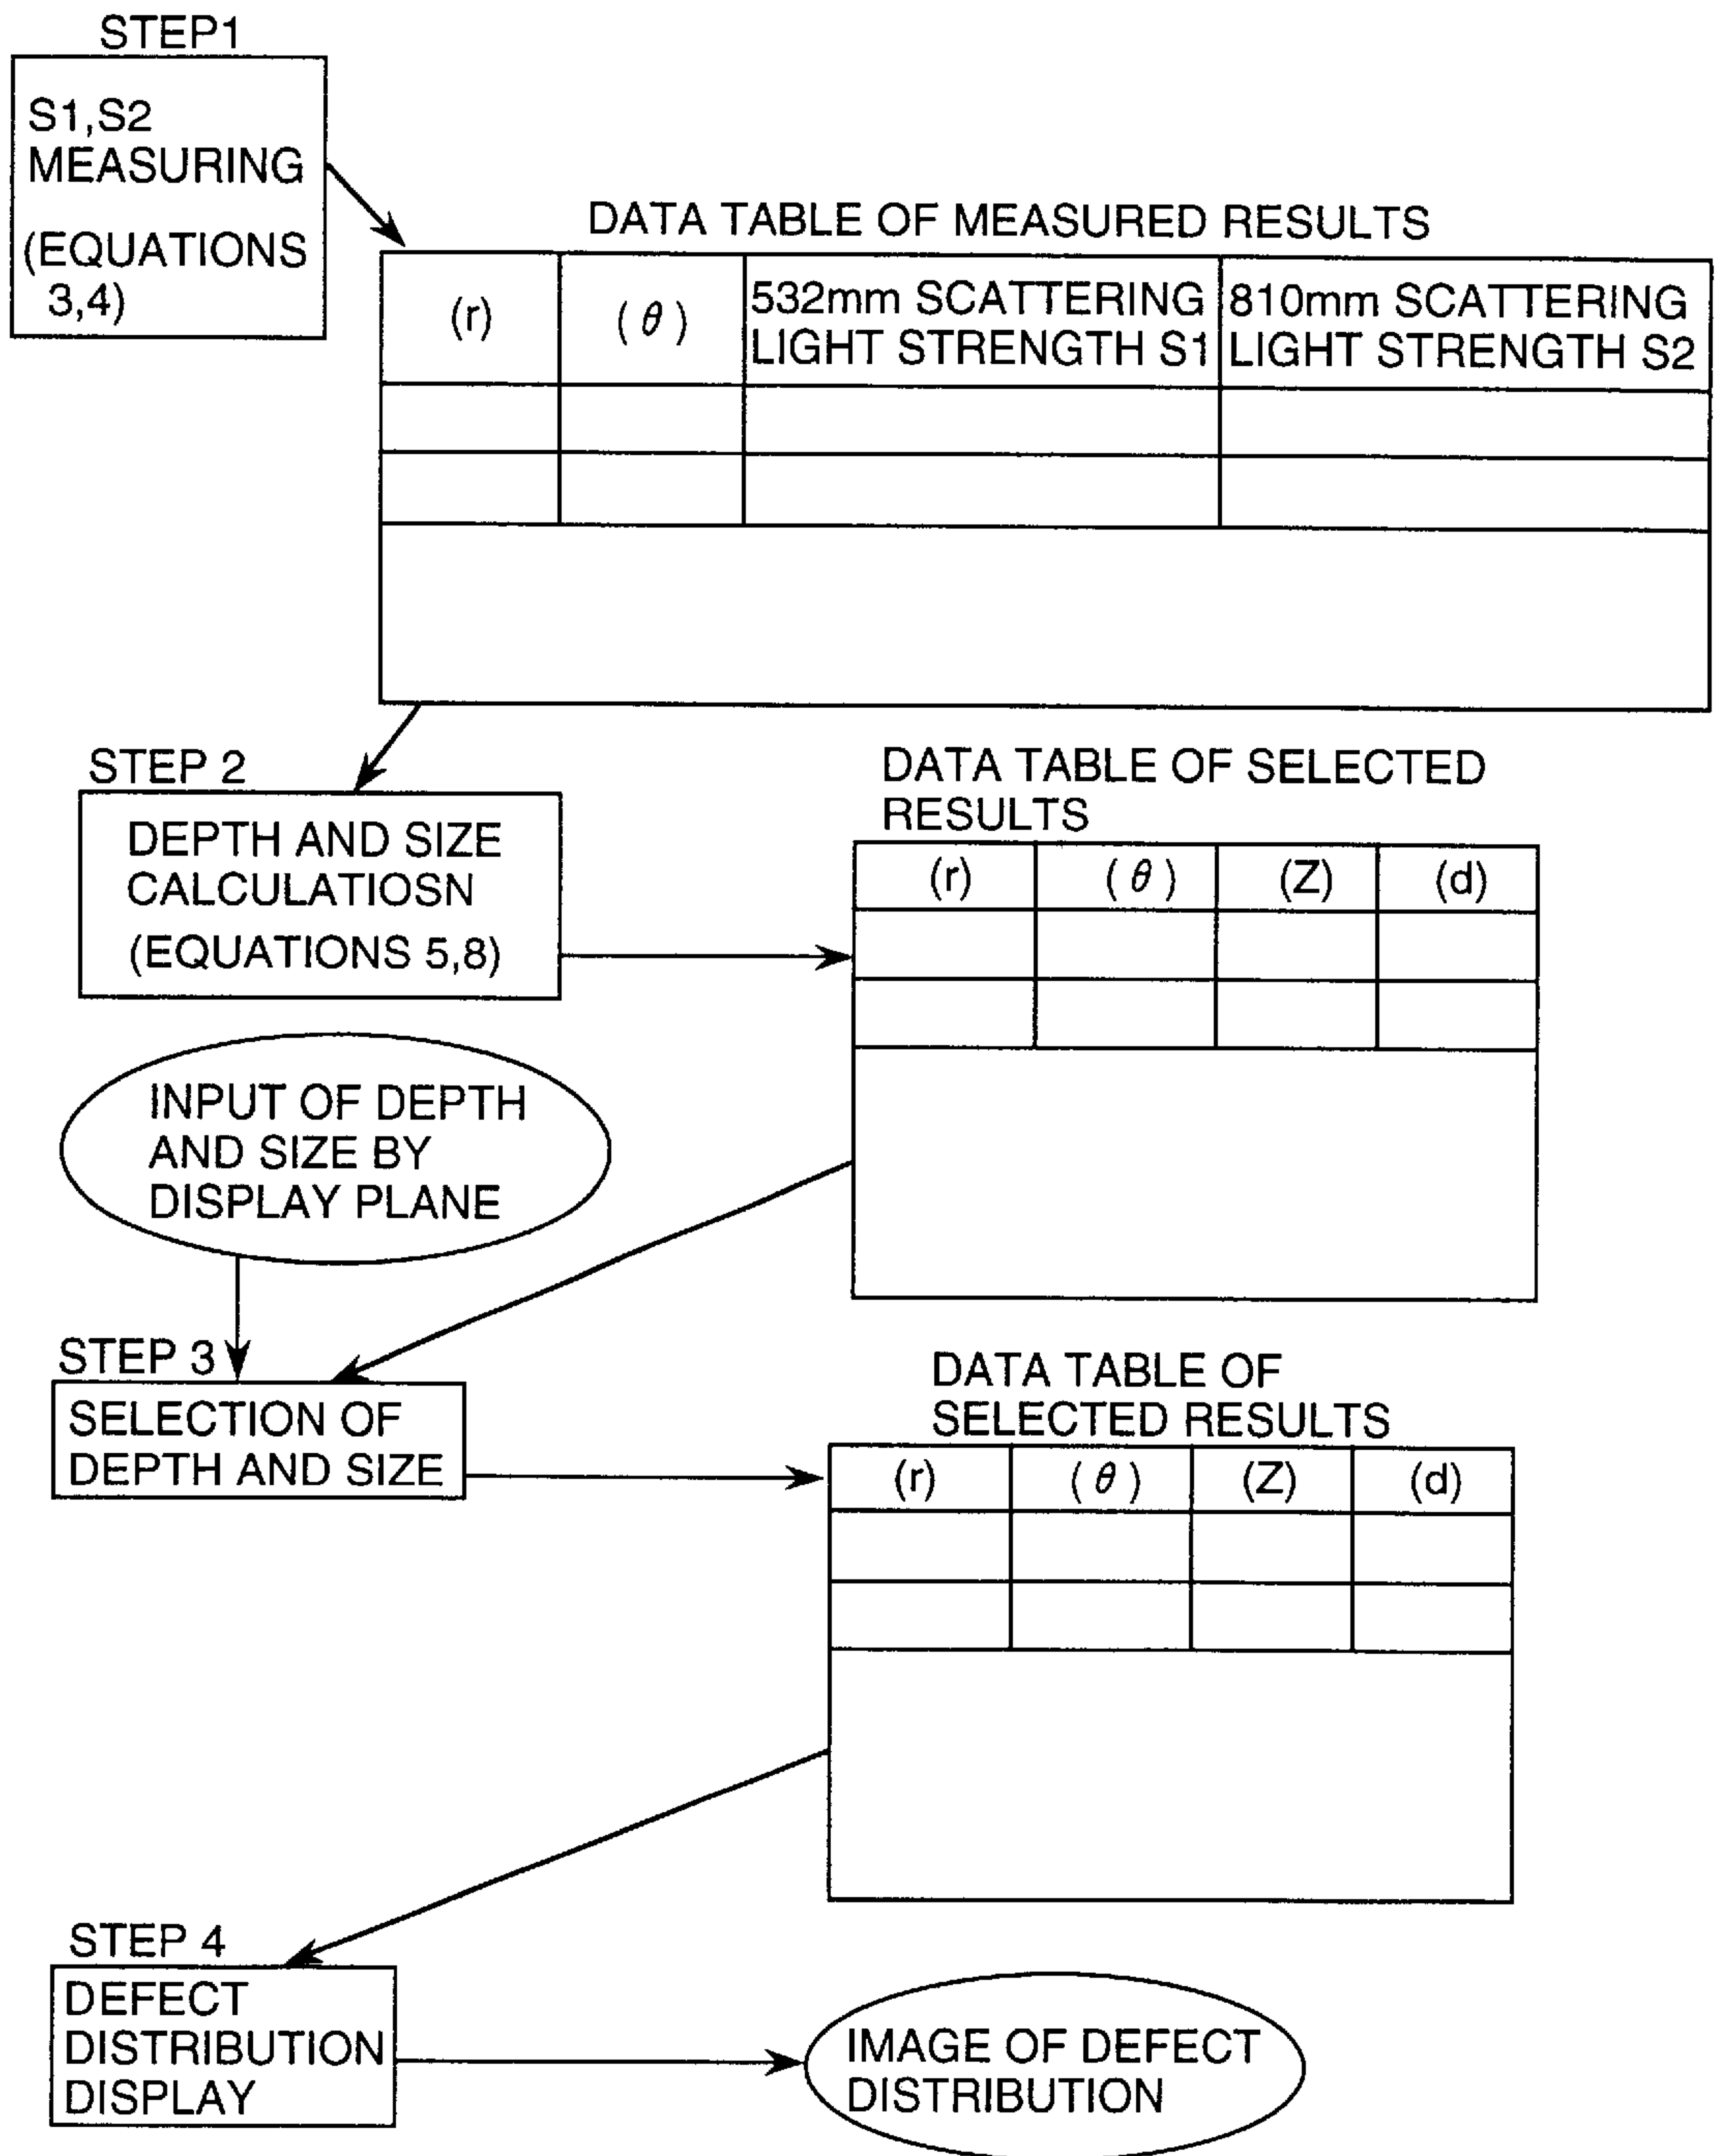 STEP1
S1,S2
MEASURING
(EQUATIONS
3,4)
DATA TABLE OF MEASURED RESULTS
(r)
(θ)
532mm SCATTERING
LIGHT STRENGTH S1
810mm SCATTERING
LIGHT STRENGTH S2
STEP 2
DEPTH AND SIZE
CALCULATIOSN
(EQUATIONS 5,8)
DATA TABLE OF SELECTED
RESULTS
(r)
(θ)
(Z)
(d)
INPUT OF DEPTH
AND SIZE BY
DISPLAY PLANE
STEP 3
SELECTION OF
DEPTH AND SIZE
DATA TABLE OF
SELECTED RESULTS
(r)
(θ)
(Z)
(d)
STEP 4
DEFECT
DISTRIBUTION
DISPLAY
IMAGE OF DEFECT
DISTRIBUTION